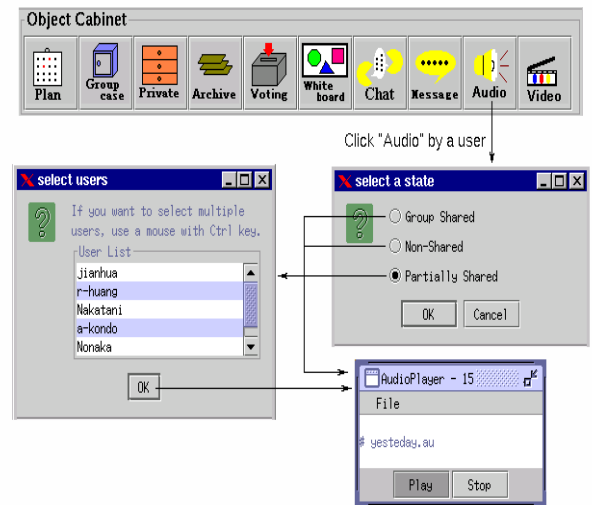 Object Cabinet
Plan
Group
case
Private
Archive
Voting
White
board
Chat
Message
Audio
Video
Click "Audio" by a user
select users
If you want to select multiple
users, use a mouse with Ctrl key.
User List
jianhua
r-huang
Nakatani
a-kondo
Nonaka
OK
select a state
Group Shared
Non-Shared
Partially Shared
OK Cancel
AudioPlayer - 15
File
# yesteday.au
Play Stop